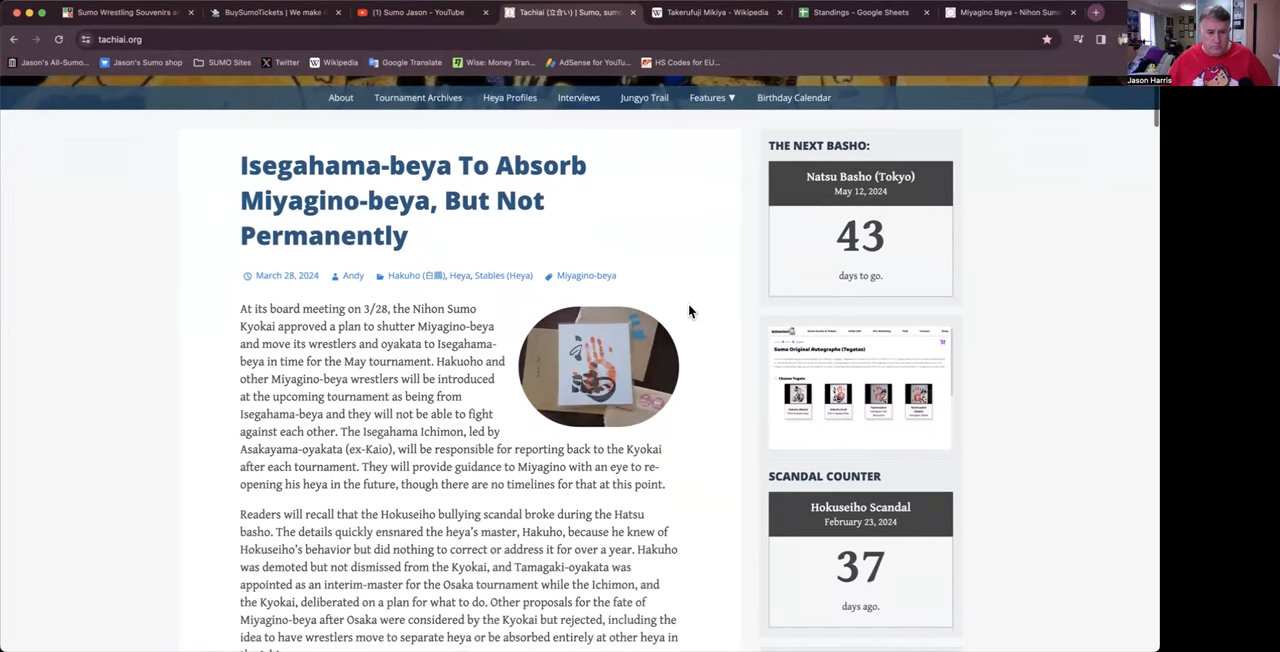 Sumo Wrestling Souvenirs a
BuySumoTickets | We make i
(1) Sumo Jason - YouTube
Tachiai (立合い) | Sumo, sumo
Takerufuji Mikiya - Wikipedia
Standings - Google Sheets
Miyagino Beya - Nihon Sum
tachiai.org
Jason's All-Sumo...
Jason's Sumo shop
SUMO Sites
Twitter
Wikipedia
Google Translate
Wise: Money Tran...
AdSense for YouTu...
HS Codes for EU...
Jason Harris
About
Tournament Archives
Heya Profiles
Interviews
Jungyo Trail
Features ▼
Birthday Calendar
Isegahama-beya To Absorb
Miyagino-beya, But Not
Permanently
March 28, 2024
Andy
Hakuho (白鵬), Heya, Stables (Heya)
Miyagino-beya
At its board meeting on 3/28, the Nihon Sumo
Kyokai approved a plan to shutter Miyagino-beya
and move its wrestlers and oyakata to Isegahama-
beya in time for the May tournament. Hakuoho and
other Miyagino-beya wrestlers will be introduced
at the upcoming tournament as being from
Isegahama-beya and they will not be able to fight
against each other. The Isegahama Ichimon, led by
Asakayama-oyakata (ex-Kaio), will be responsible for reporting back to the Kyokai
after each tournament. They will provide guidance to Miyagino with an eye to re-
opening his heya in the future, though there are no timelines for that at this point.
Readers will recall that the Hokuseiho bullying scandal broke during the Hatsu
basho. The details quickly ensnared the heya's master, Hakuho, because he knew of
Hokuseiho's behavior but did nothing to correct or address it for over a year. Hakuho
was demoted but not dismissed from the Kyokai, and Tamagaki-oyakata was
appointed as an interim-master for the Osaka tournament while the Ichimon, and
the Kyokai, deliberated on a plan for what to do. Other proposals for the fate of
Miyagino-beya after Osaka were considered by the Kyokai but rejected, including the
idea to have wrestlers move to separate heya or be absorbed entirely at other heya in
THE NEXT BASHO:
Natsu Basho (Tokyo)
May 12, 2024
43
days to go.
Sumo Original Autographs (Tegata)
Choose Tegata
SCANDAL COUNTER
Hokuseiho Scandal
February 23, 2024
37
days ago.